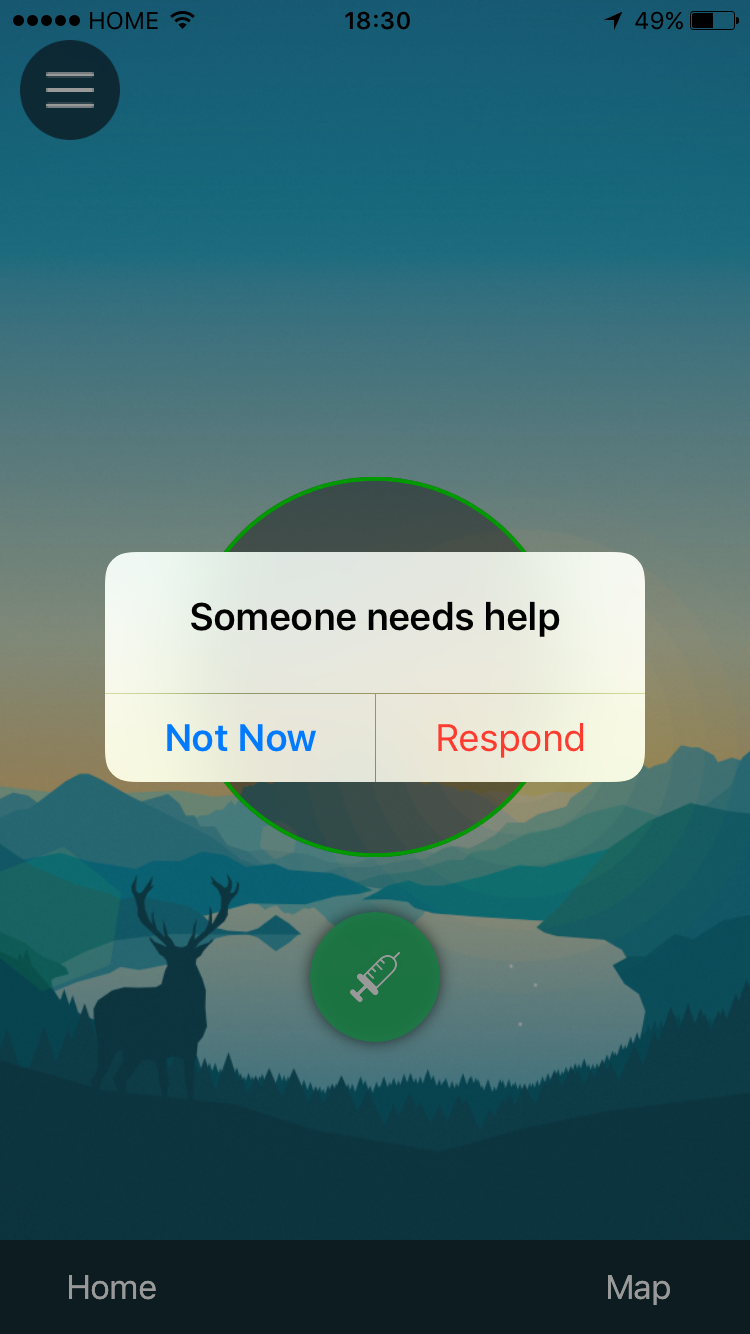 HOME 18:30 49%
Someone needs help
Not Now Respond
Home Map